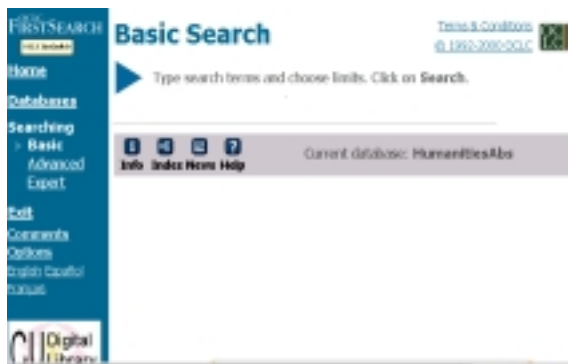 FIRSTSEARCH
Home
Databases
Searching
Basic
Advanced
Expert
Exit
Comments
Options
English Español
Français
CU Digital
Library
Basic Search
Terms & Conditions
© 1992-2000 OCLC
Type search terms and choose limits. Click on Search.
Info Index News Help
Current database: HumanitiesAbs